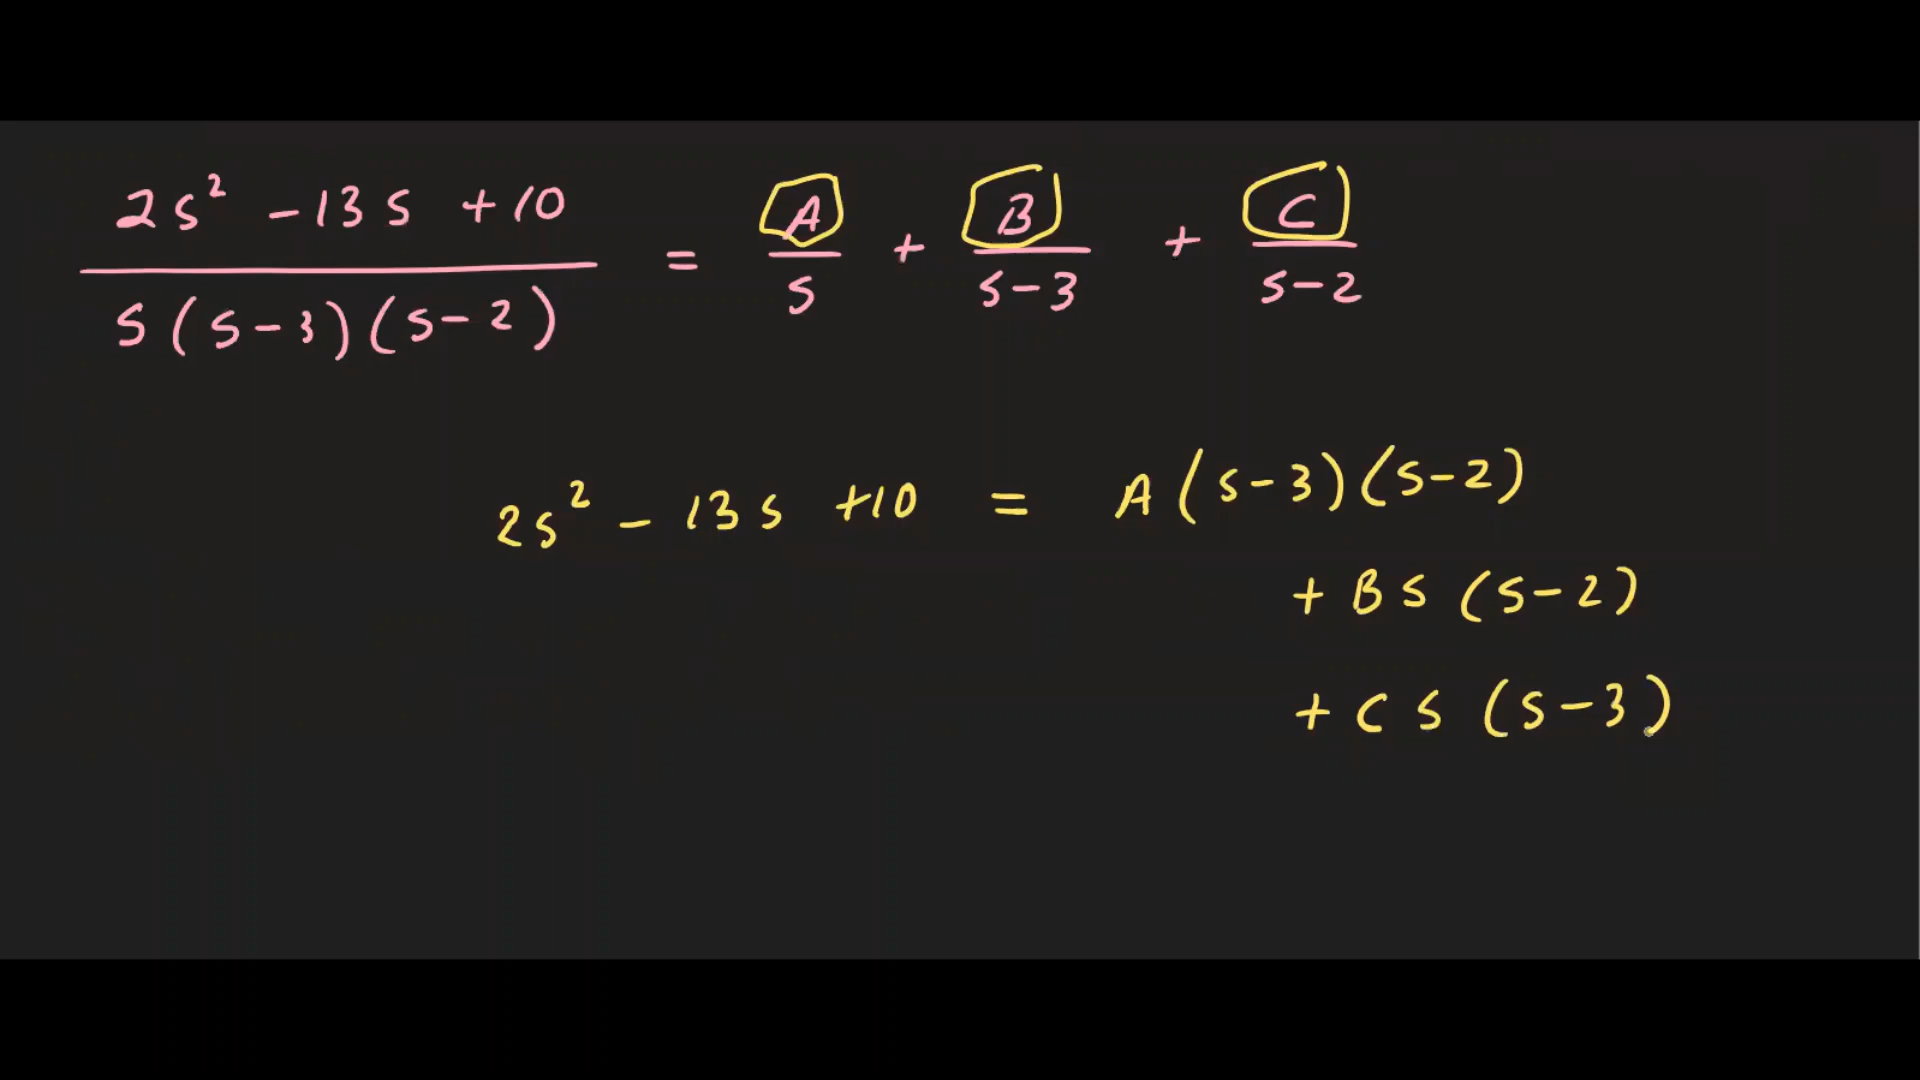 2s² - 13s + 10 / s(s-3)(s-2) = A/s + B/s-3 + C/s-2
2s² - 13s + 10 = A(s-3)(s-2)
+ Bs(s-2)
+ Cs(s-3)